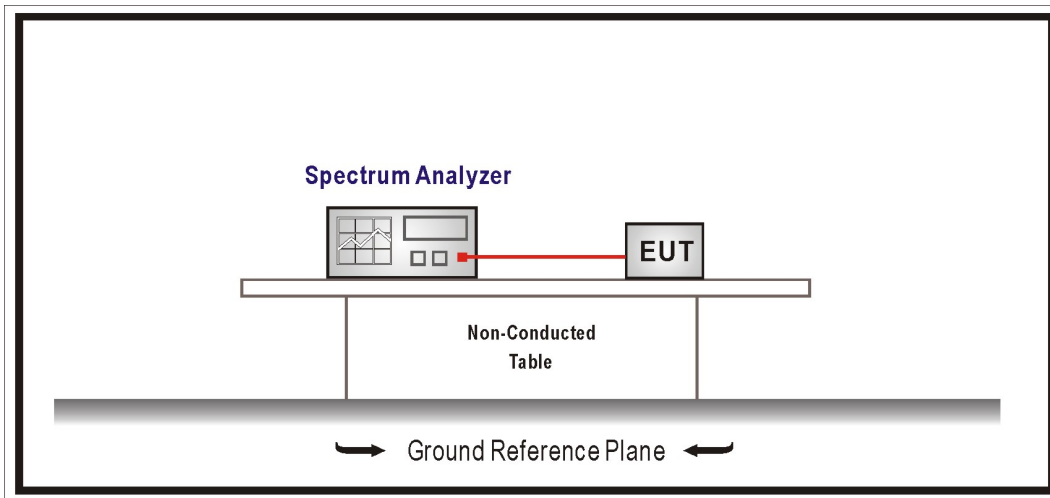 Spectrum Analyzer
EUT
Non-Conducted
Table
Ground Reference Plane